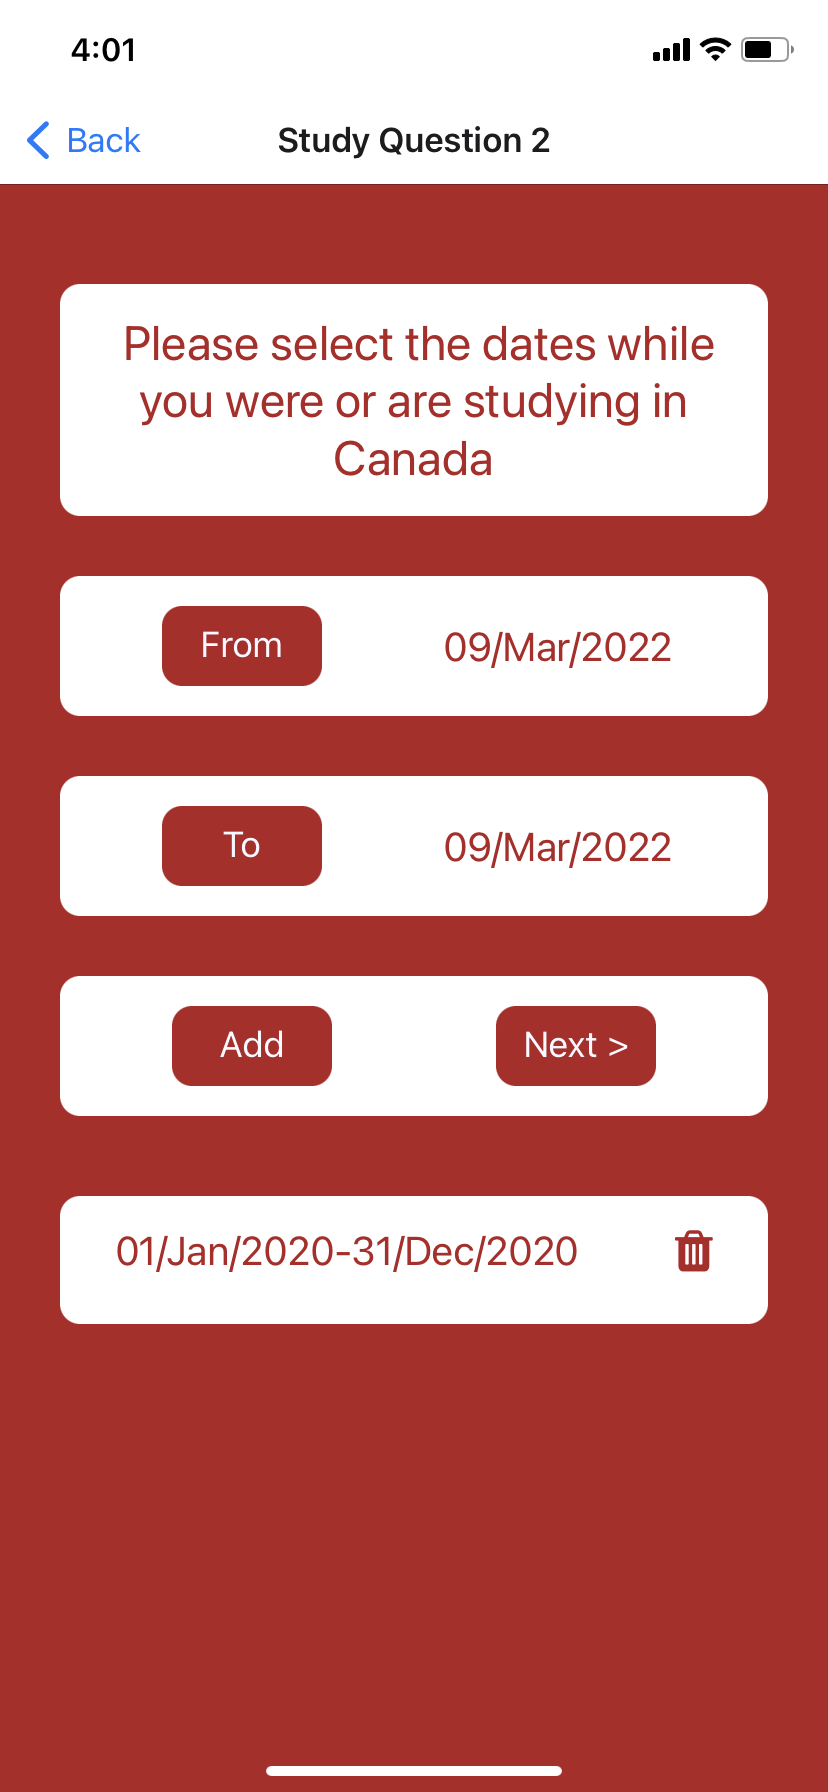 4:01
Back
Study Question 2
Please select the dates while
you were or are studying in
Canada
From
09/Mar/2022
To
09/Mar/2022
Add
Next >
01/Jan/2020-31/Dec/2020